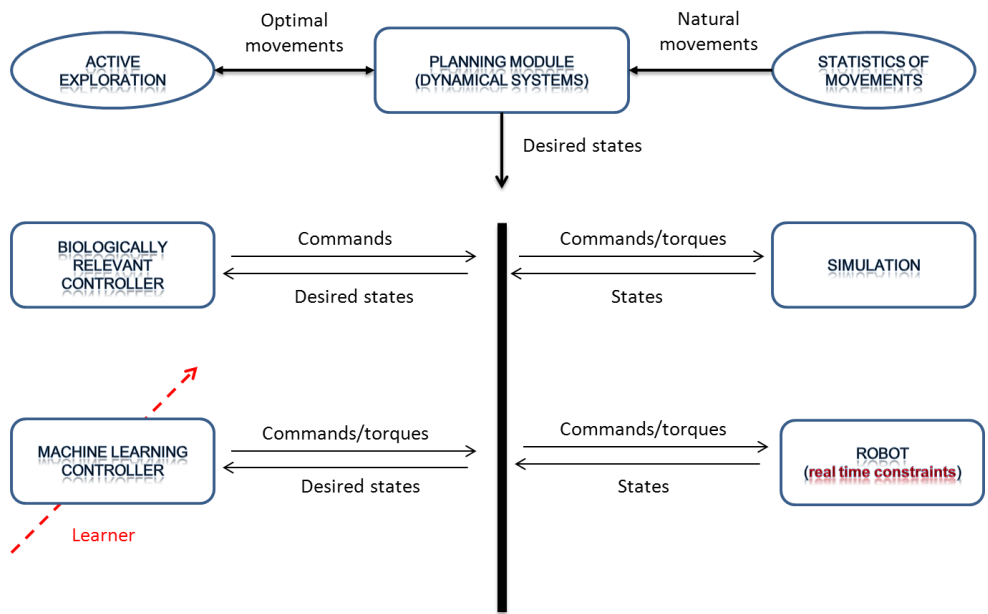 Optimal
movements
Natural
movements
ACTIVE
EXPLORATION
PLANNING MODULE
(DYNAMICAL SYSTEMS)
STATISTICS OF
MOVEMENTS
Desired states
BIOLOGICALLY
RELEVANT
CONTROLLER
Commands
Desired states
Commands/torques
States
SIMULATION
MACHINE LEARNING
CONTROLLER
Commands/torques
Desired states
Commands/torques
States
ROBOT
(real time constraints)
Learner